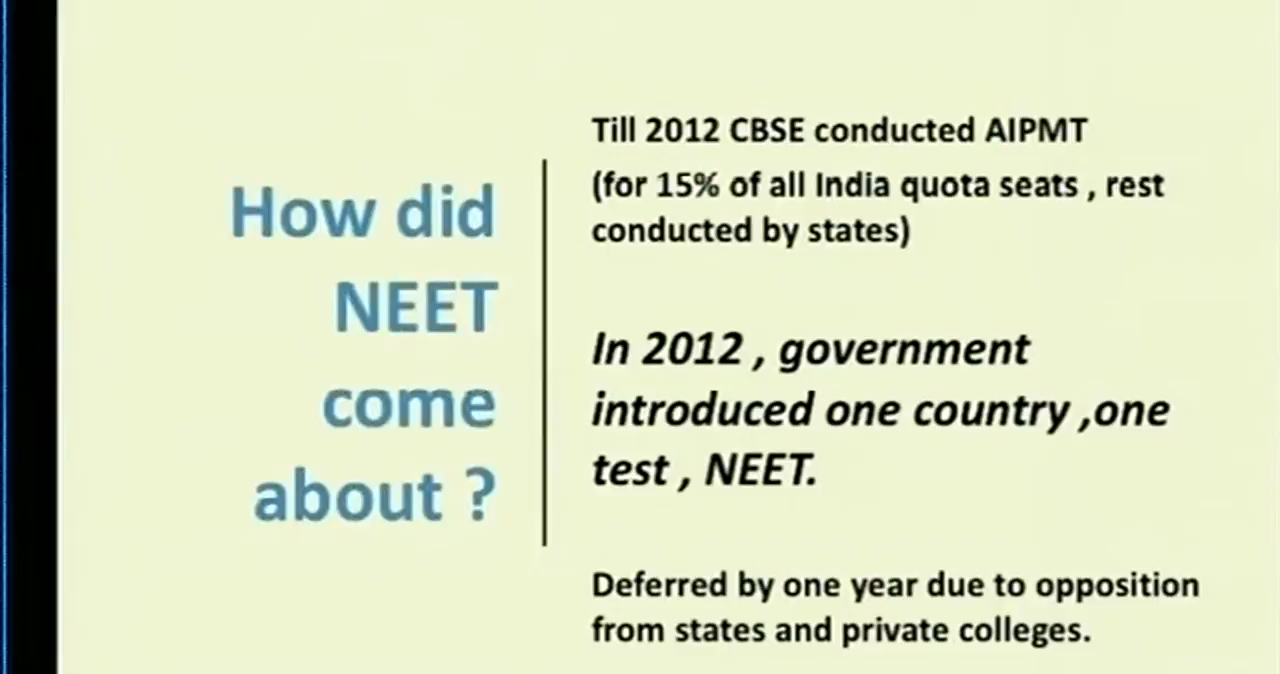 How did
NEET
come
about ?
Till 2012 CBSE conducted AIPMT
(for 15% of all India quota seats , rest
conducted by states)
In 2012 , government
introduced one country ,one
test , NEET.
Deferred by one year due to opposition
from states and private colleges.